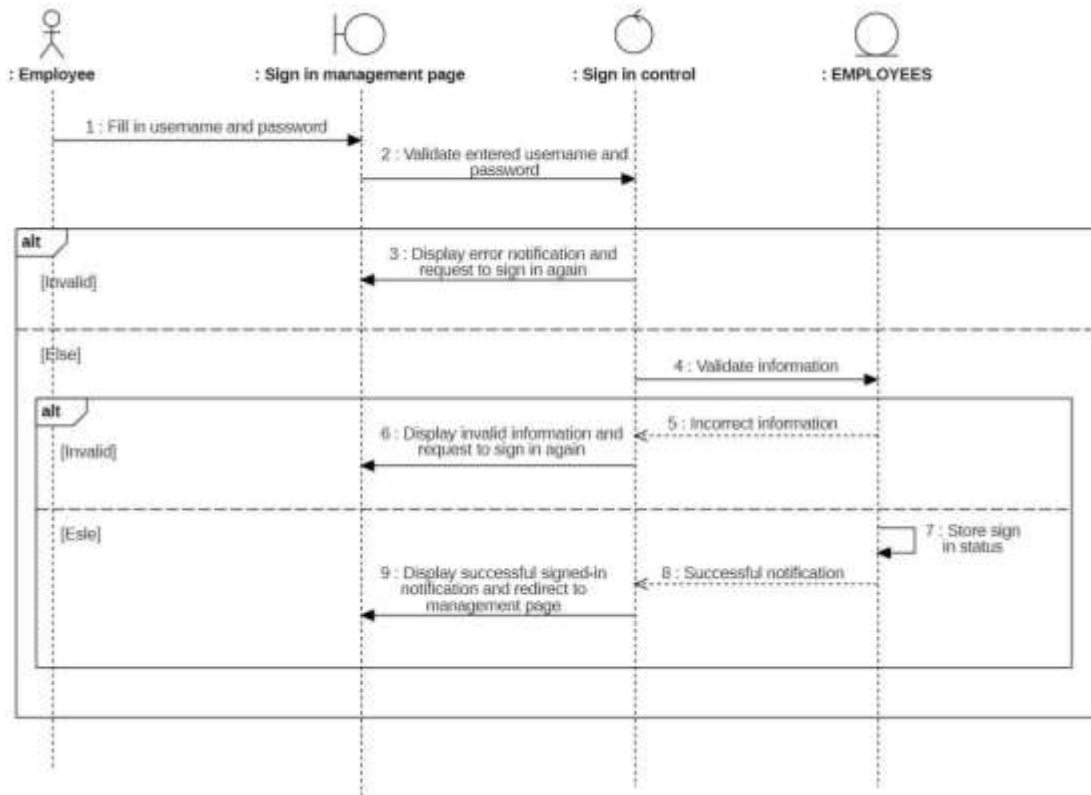 : Employee
: Sign in management page
: Sign in control
: EMPLOYEES
1 : Fill in username and password
2 : Validate entered username and
password
alt
3 : Display error notification and
request to sign in again
[Invalid]
[Else]
4 : Validate information
alt
5 : Incorrect information
6 : Display invalid information and
request to sign in again
[Invalid]
[Esle]
7 : Store sign
in status
8 : Successful notification
9 : Display successful signed-in
notification and redirect to
management page